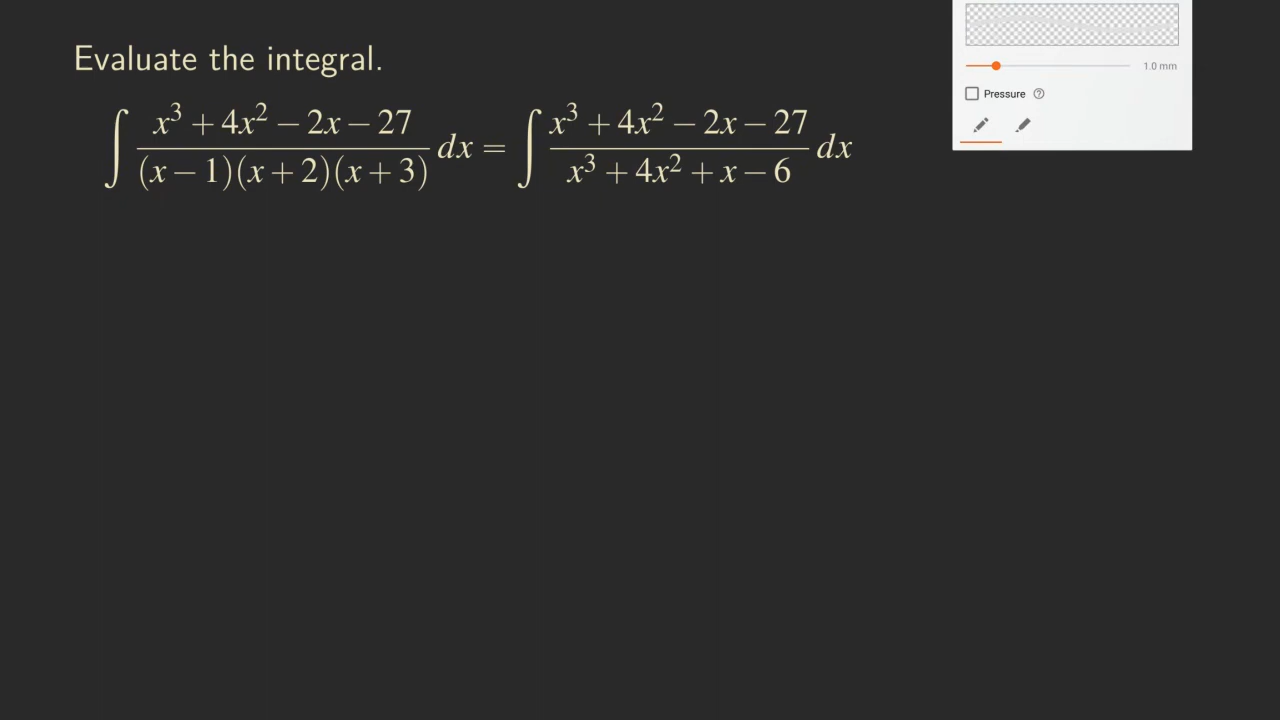 Evaluate the integral.
∫ (x³ + 4x² − 2x − 27)/((x − 1)(x + 2)(x + 3)) dx = ∫ (x³ + 4x² − 2x − 27)/(x³ + 4x² + x − 6) dx
1.0 mm
Pressure